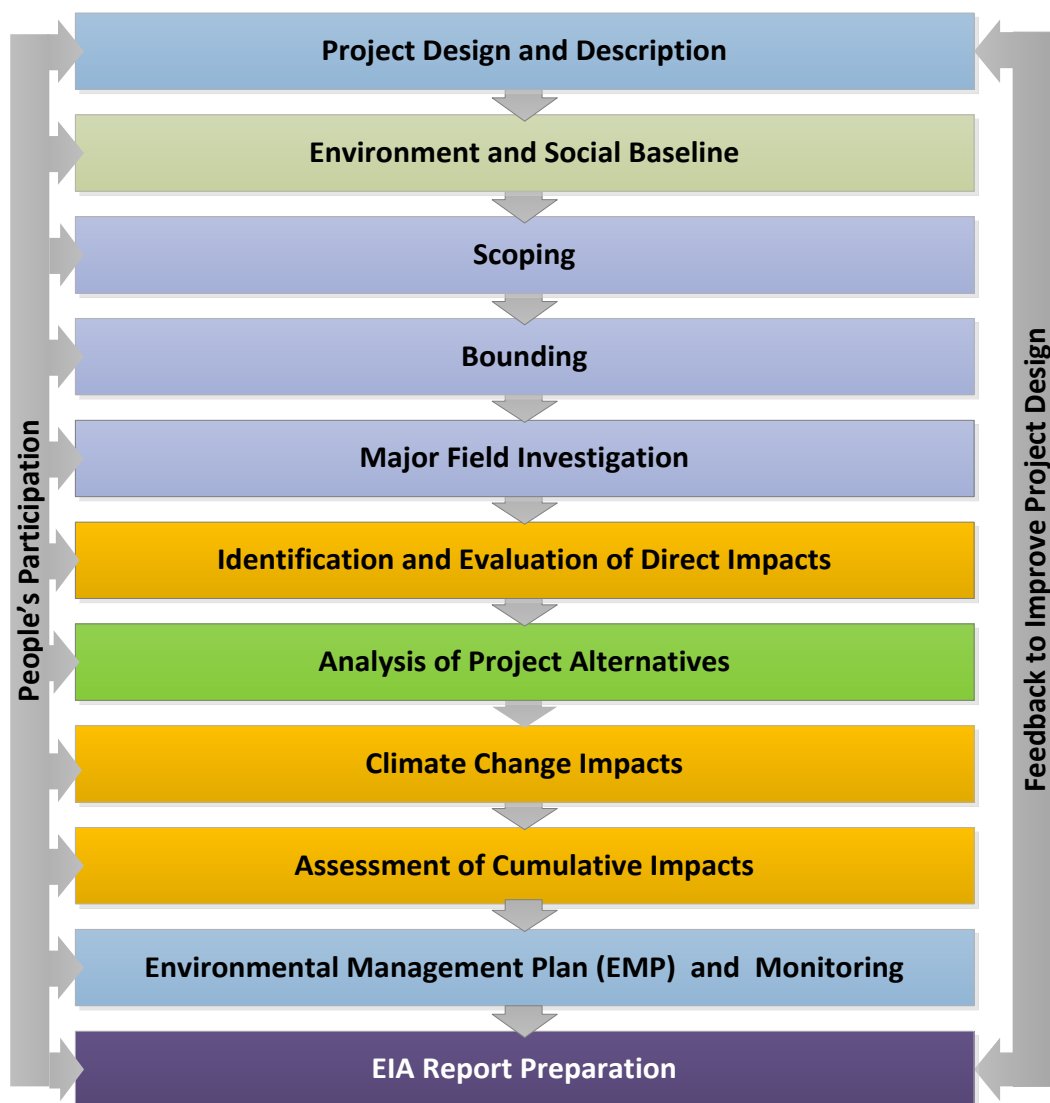 Project Design and Description
Environment and Social Baseline
Scoping
Bounding
Major Field Investigation
Identification and Evaluation of Direct Impacts
Analysis of Project Alternatives
Climate Change Impacts
Assessment of Cumulative Impacts
Environmental Management Plan (EMP) and Monitoring
EIA Report Preparation
People’s Participation
Feedback to Improve Project Design